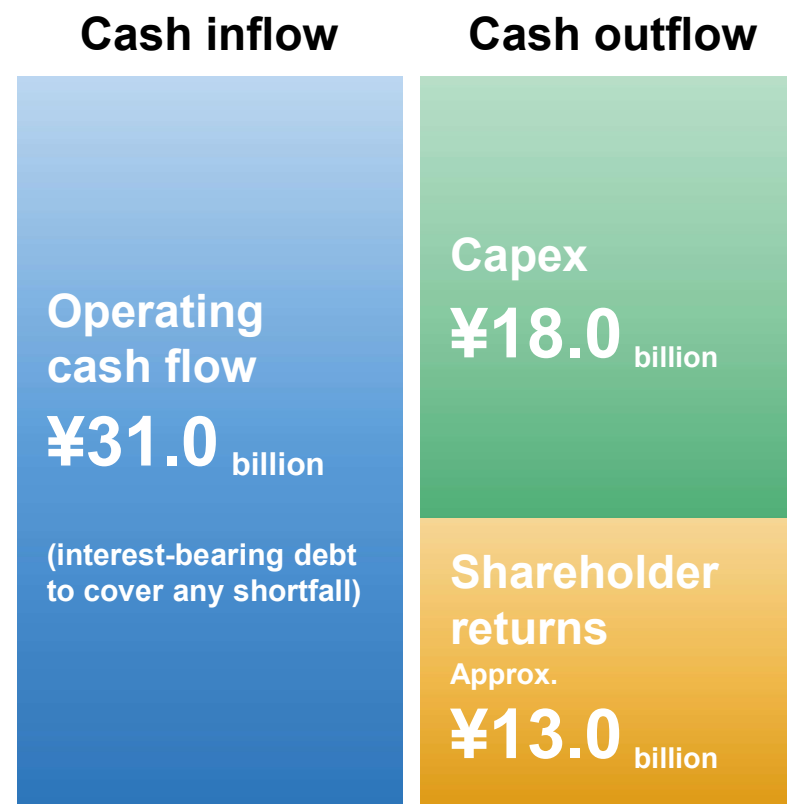 Cash inflow
Cash outflow
Operating
cash flow
¥31.0 billion
(interest-bearing debt
to cover any shortfall)
Capex
¥18.0 billion
Shareholder
returns
Approx.
¥13.0 billion